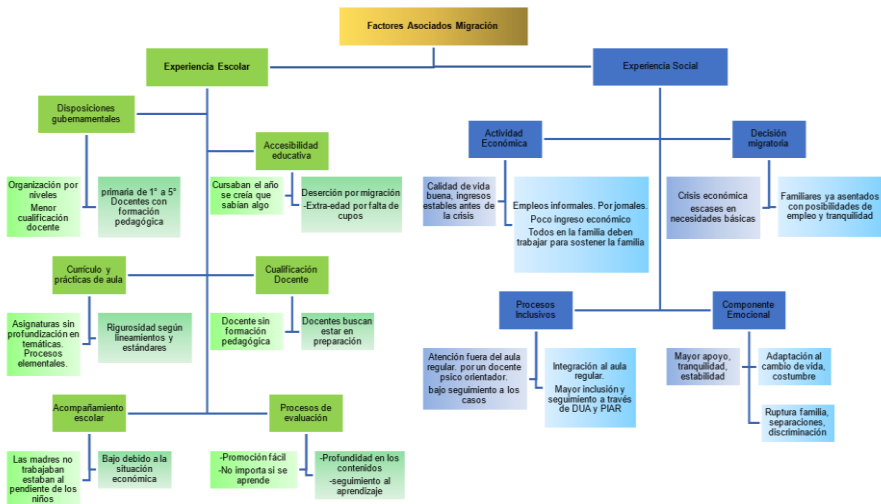 Factores Asociados Migración
Experiencia Escolar
Experiencia Social
Disposiciones
gubernamentales
Organización por
niveles
Menor
cualificación
docente
primaria de 1° a 5°
Docentes con
formación
pedagógica
Accesibilidad
educativa
Cursaban el año
se creía que
sabían algo
Deserción por migración
-Extra-edad por falta de
cupos
Currículo y
prácticas de aula
Asignaturas sin
profundización en
temáticas.
Procesos
elementales.
Rigurosidad según
lineamientos y
estándares
Cualificación
Docente
Docente sin
formación
pedagógica
Docentes buscan
estar en
preparación
Acompañamiento
escolar
Las madres no
trabajaban
estaban al
pendiente de los
niños
Bajo debido a la
situación
económica
Procesos de
evaluación
-Promoción fácil
-No importa si se
aprende
-Profundidad en los
contenidos
-seguimiento al
aprendizaje
Actividad
Económica
Calidad de vida
buena, ingresos
estables antes de
la crisis
Empleos informales. Por jornales.
Poco ingreso económico
Todos en la familia deben
trabajar para sostener la familia
Decisión
migratoria
Crisis económica
escases en
necesidades básicas
Familiares ya asentados
con posibilidades de
empleo y tranquilidad
Procesos
Inclusivos
Atención fuera del aula
regular. por un docente
psico orientador.
bajo seguimiento a los
casos
Integración al aula
regular.
Mayor inclusión y
seguimiento a través
de DUA y PIAR
Componente
Emocional
Mayor apoyo,
tranquilidad,
estabilidad
Adaptación al
cambio de vida,
costumbre
Ruptura familia,
separaciones,
discriminación